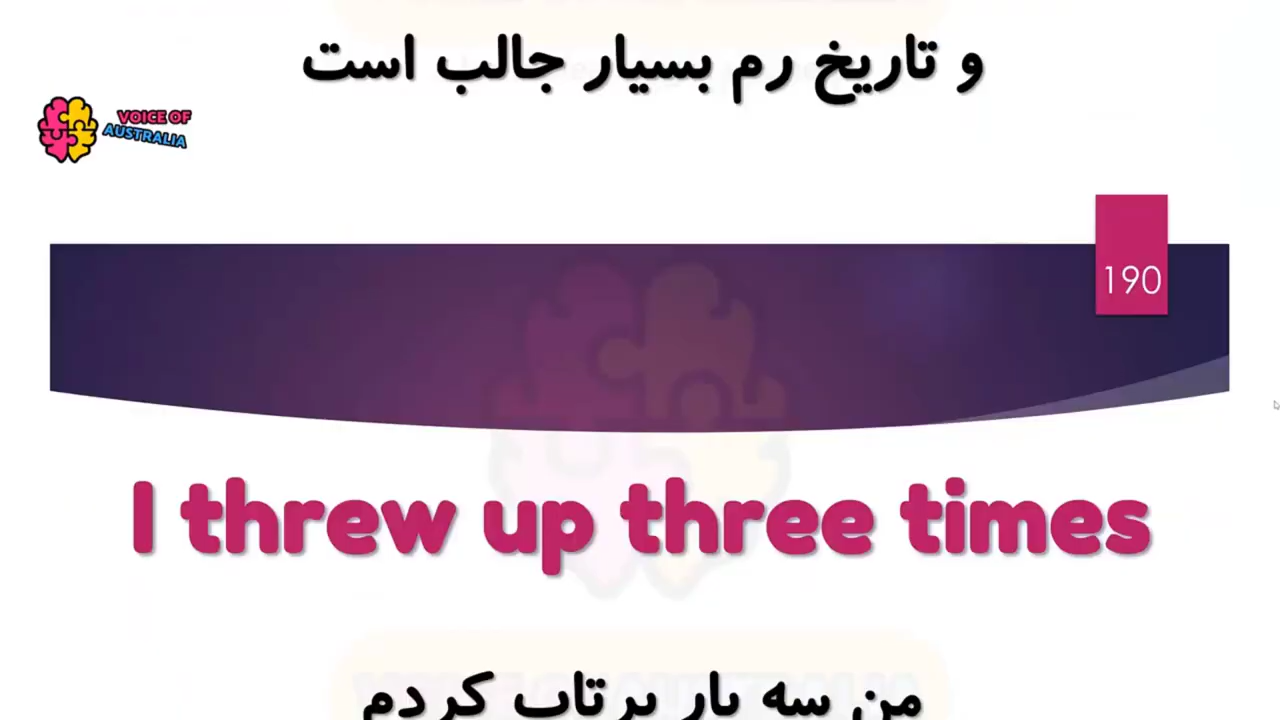 و تاریخ رم بسیار جالب است
VOICE OF
AUSTRALIA
190
I threw up three times
من سه بار پرتاب کردم